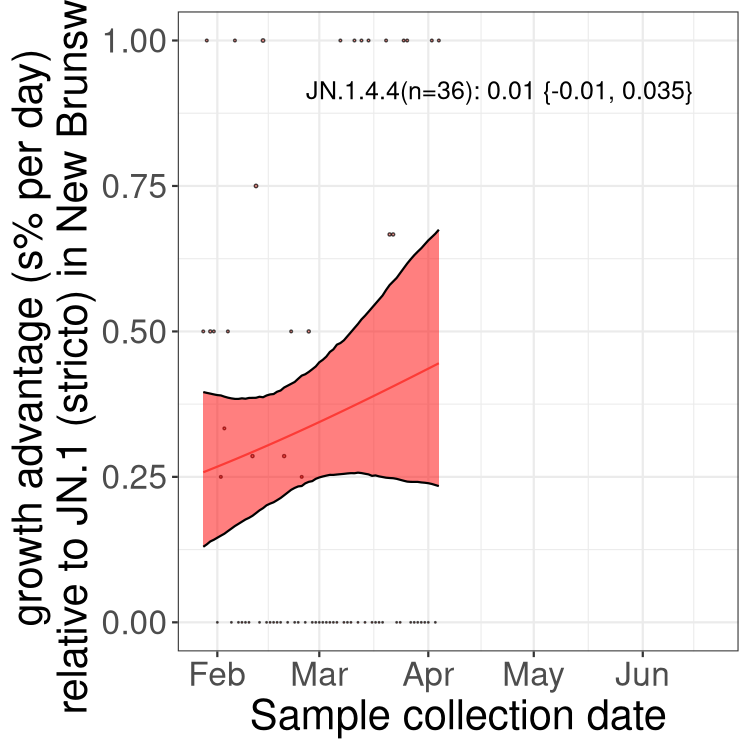 growth advantage (s% per day)
relative to JN.1 (stricto) in New Brunsw
1.00
0.75
0.50
0.25
0.00
JN.1.4.4(n=36): 0.01 {-0.01, 0.035}
Feb Mar Apr May Jun
Sample collection date